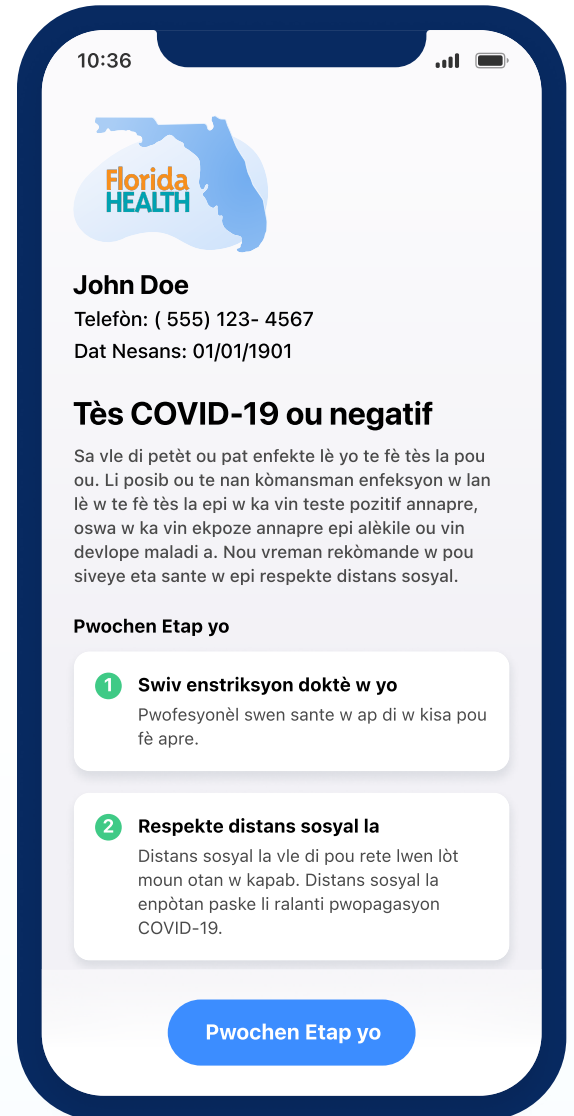 10:36
Florida
HEALTH
John Doe
Telefòn: ( 555) 123- 4567
Dat Nesans: 01/01/1901
Tès COVID-19 ou negatif
Sa vle di petèt ou pat enfekte lè yo te fè tès la pou
ou. Li posib ou te nan kòmansman enfeksyon w lan
lè w te fè tès la epi w ka vin teste pozitif annapre,
oswa w ka vin ekpoze annapre epi alèkile ou vin
devlope maladi a. Nou vreman rekòmande w pou
siveye eta sante w epi respekte distans sosyal.
Pwochen Etap yo
1 Swiv enstriksyon doktè w yo
Pwofesyonèl swen sante w ap di w kisa pou
fè apre.
2 Respekte distans sosyal la
Distans sosyal la vle di pou rete lwen lòt
moun otan w kapab. Distans sosyal la
enpòtan paske li ralanti pwopagasyon
COVID-19.
Pwochen Etap yo